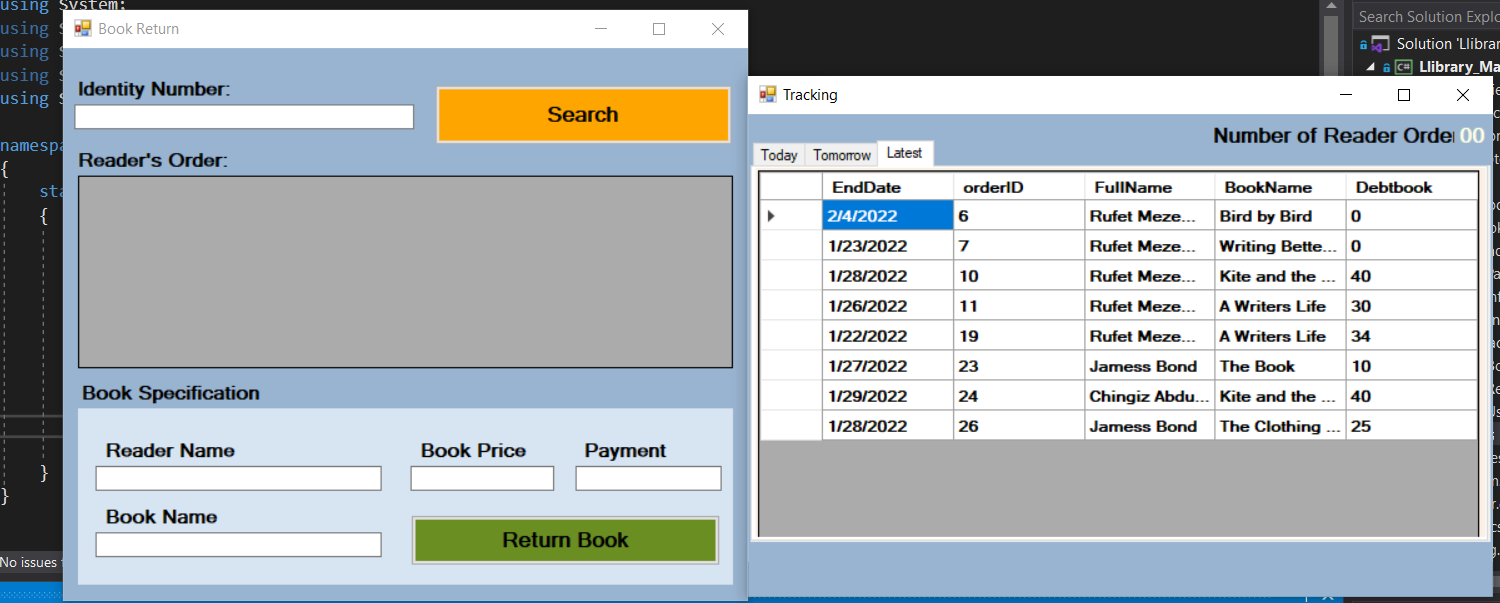 using System;
using
using
using
using
namespa
{
sta
{
}
}
No issues
Book Return
Identity Number:
Search
Reader's Order:
Book Specification
Reader Name
Book Price
Payment
Book Name
Return Book
Tracking
Number of Reader Order 00
Today Tomorrow Latest
EndDate orderID FullName BookName Debtbook
2/4/2022 6 Rufet Meze... Bird by Bird 0
1/23/2022 7 Rufet Meze... Writing Bette... 0
1/28/2022 10 Rufet Meze... Kite and the ... 40
1/26/2022 11 Rufet Meze... A Writers Life 30
1/22/2022 19 Rufet Meze... A Writers Life 34
1/27/2022 23 Jamess Bond The Book 10
1/29/2022 24 Chingiz Abdu... Kite and the ... 40
1/28/2022 26 Jamess Bond The Clothing ... 25
Search Solution Explo
Solution 'Llibrar
C# Llibrary_Ma